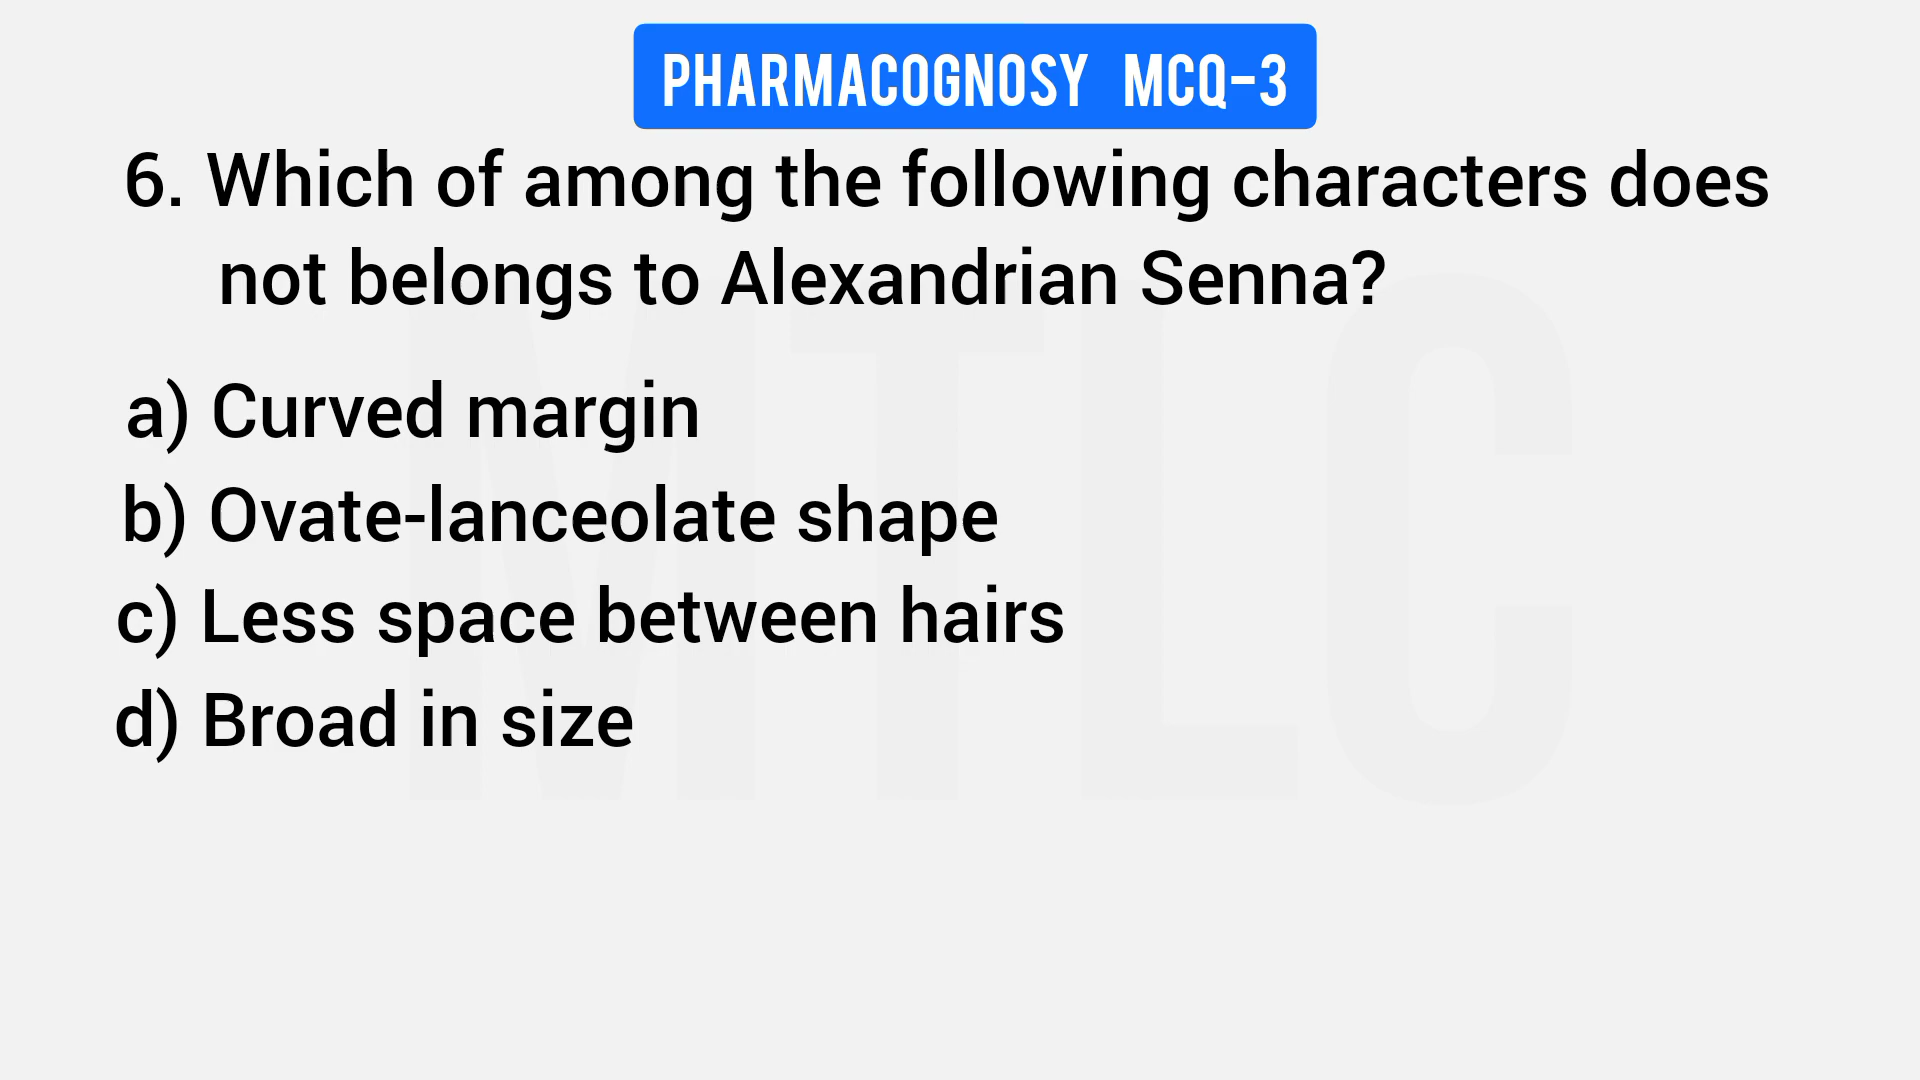 PHARMACOGNOSY MCQ-3
6. Which of among the following characters does
not belongs to Alexandrian Senna?
a) Curved margin
b) Ovate-lanceolate shape
c) Less space between hairs
d) Broad in size
MTLC